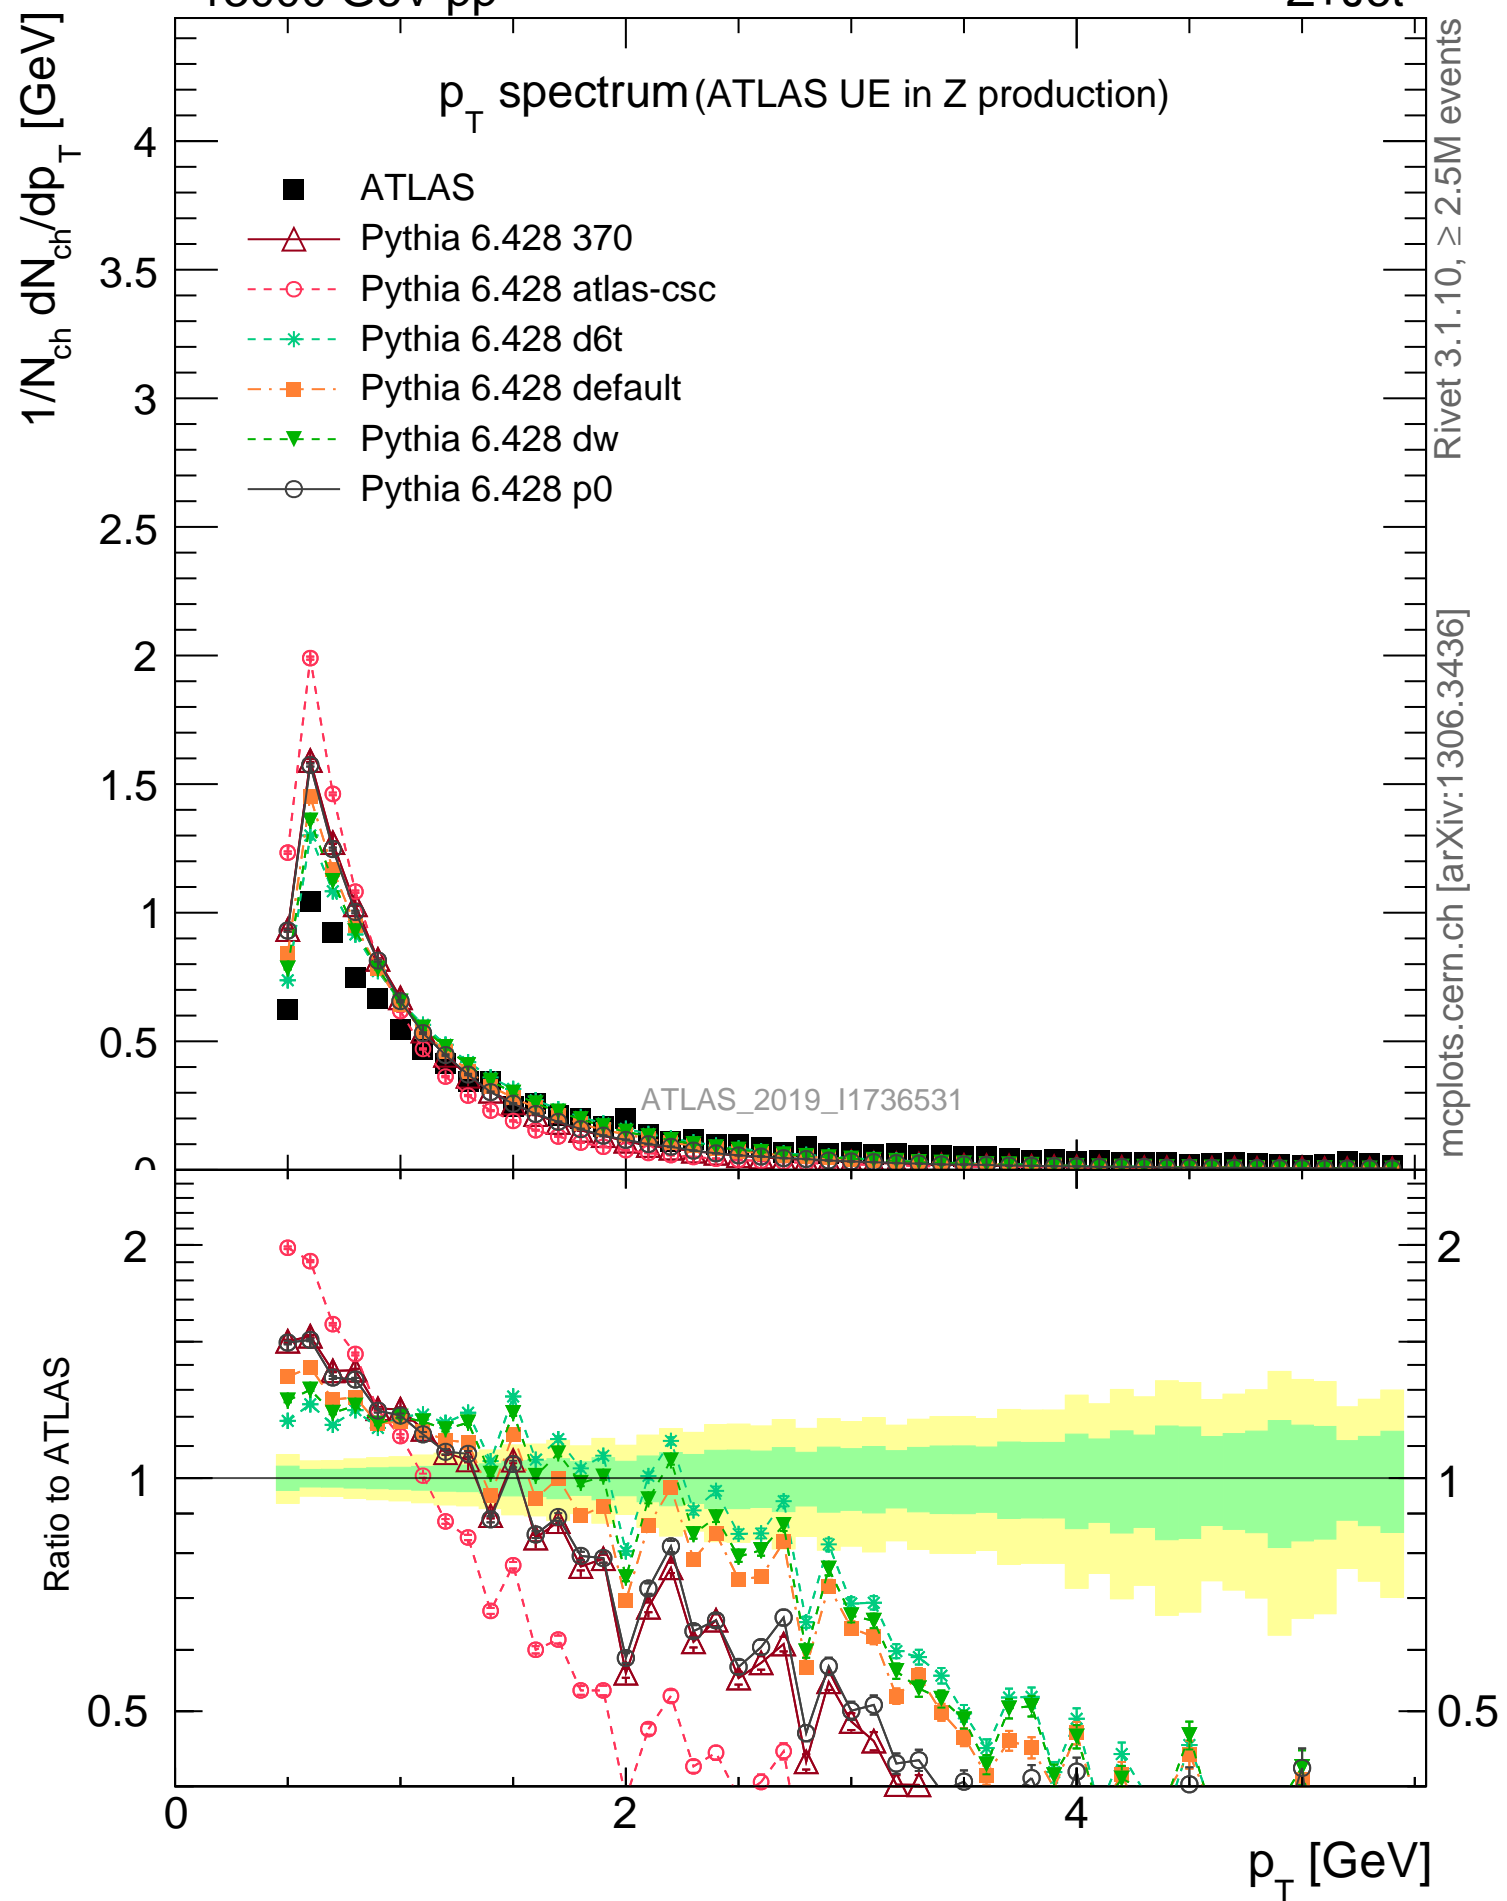 p_T spectrum (ATLAS UE in Z production)
1/N_ch dN_ch/dp_T [GeV]
ATLAS
Pythia 6.428 370
Pythia 6.428 atlas-csc
Pythia 6.428 d6t
Pythia 6.428 default
Pythia 6.428 dw
Pythia 6.428 p0
4
3.5
3
2.5
2
1.5
1
0.5
0
ATLAS_2019_I1736531
Rivet 3.1.10, ≥ 2.5M events
mcplots.cern.ch [arXiv:1306.3436]
Ratio to ATLAS
2
1
0.5
2
1
0.5
0
2
4
p_T [GeV]